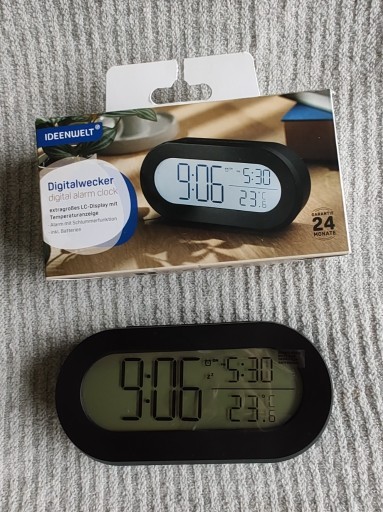 IDEENWELT
Digitalwecker
digital alarm clock
extragroßes LC-Display mit
Temperaturanzeige
Alarm mit Schlummerfunktion
inkl. Batterien
9:06
5:30
23.
GARANTIE
24
MONATE
9:06
5:30
23.6
°C